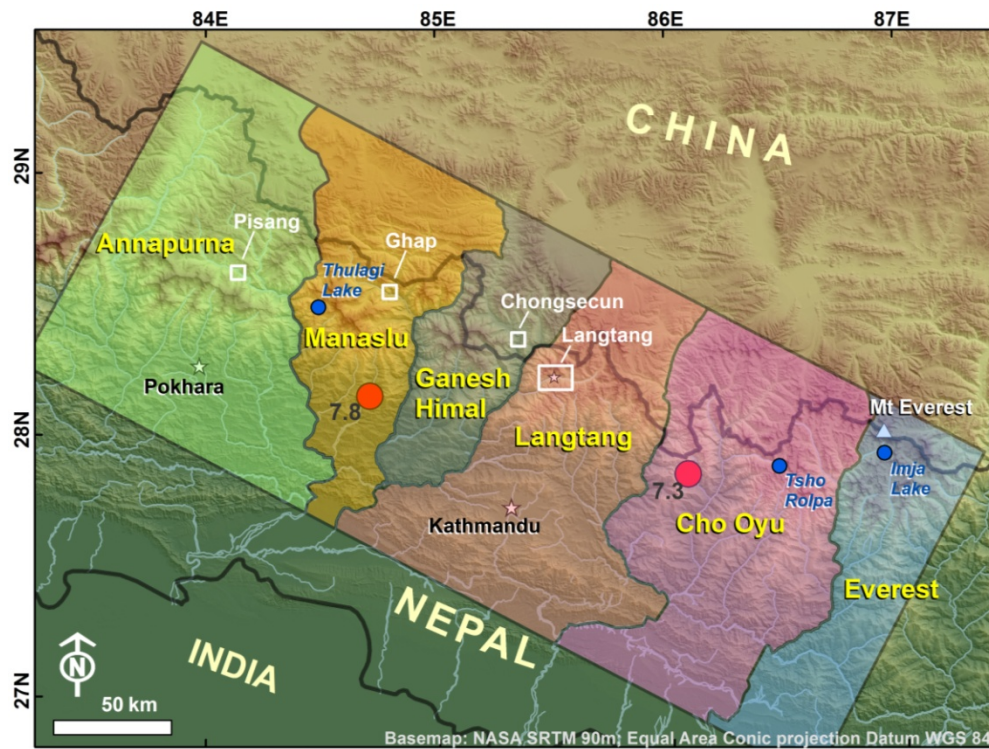 84E
85E
86E
87E
CHINA
29N
Pisang
Annapurna
Ghap
Thulagi
Lake
Chongsecun
Manaslu
Langtang
Ganesh
Himal
Pokhara
7.8
Mt Everest
28N
Langtang
Imja
Lake
Tsho
Rolpa
7.3
Kathmandu
Cho Oyu
Everest
NEPAL
INDIA
27N
N
50 km
Basemap: NASA SRTM 90m; Equal Area Conic projection Datum WGS 84